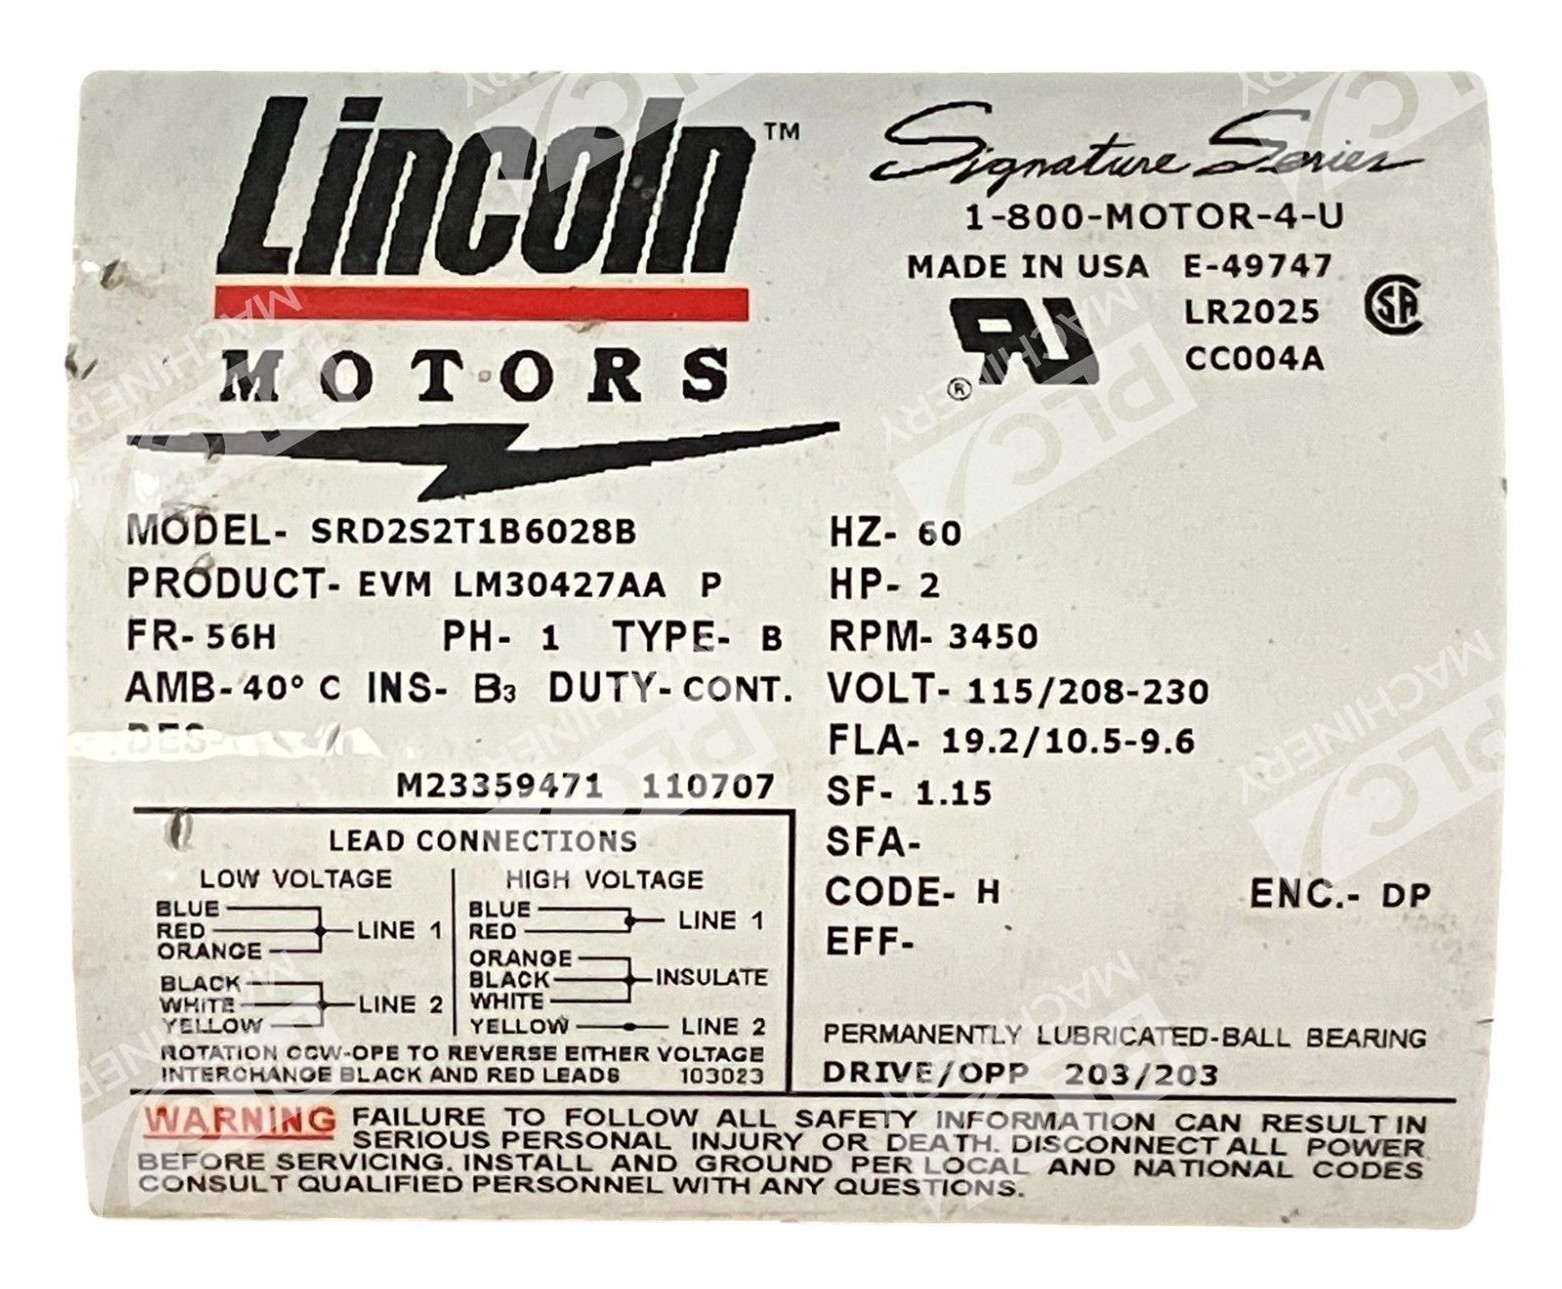 Lincoln™
MOTORS
Signature Series
1-800-MOTOR-4-U
MADE IN USA E-49747
LR2025
CC004A
MODEL- SRD2S2T1B6028B
PRODUCT- EVM LM30427AA P
FR- 56H PH- 1 TYPE- B
AMB- 40° C INS- B3 DUTY- CONT.
DES-
M23359471 110707
HZ- 60
HP- 2
RPM- 3450
VOLT- 115/208-230
FLA- 19.2/10.5-9.6
SF- 1.15
SFA-
CODE- H ENC.- DP
EFF-
PERMANENTLY LUBRICATED-BALL BEARING
DRIVE/OPP 203/203
LEAD CONNECTIONS
LOW VOLTAGE
BLUE
RED
ORANGE
LINE 1
BLACK
WHITE
YELLOW
LINE 2
HIGH VOLTAGE
BLUE
RED
LINE 1
ORANGE
BLACK
WHITE
INSULATE
YELLOW
LINE 2
ROTATION CCW-OPE TO REVERSE EITHER VOLTAGE
INTERCHANGE BLACK AND RED LEADS 103023
WARNING FAILURE TO FOLLOW ALL SAFETY INFORMATION CAN RESULT IN
SERIOUS PERSONAL INJURY OR DEATH. DISCONNECT ALL POWER
BEFORE SERVICING. INSTALL AND GROUND PER LOCAL AND NATIONAL CODES
CONSULT QUALIFIED PERSONNEL WITH ANY QUESTIONS.
PLC MACHINERY